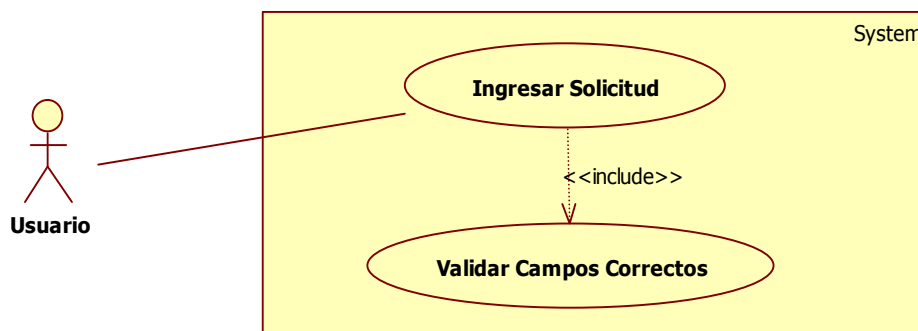 System
Ingresar Solicitud
<<include>>
Usuario
Validar Campos Correctos